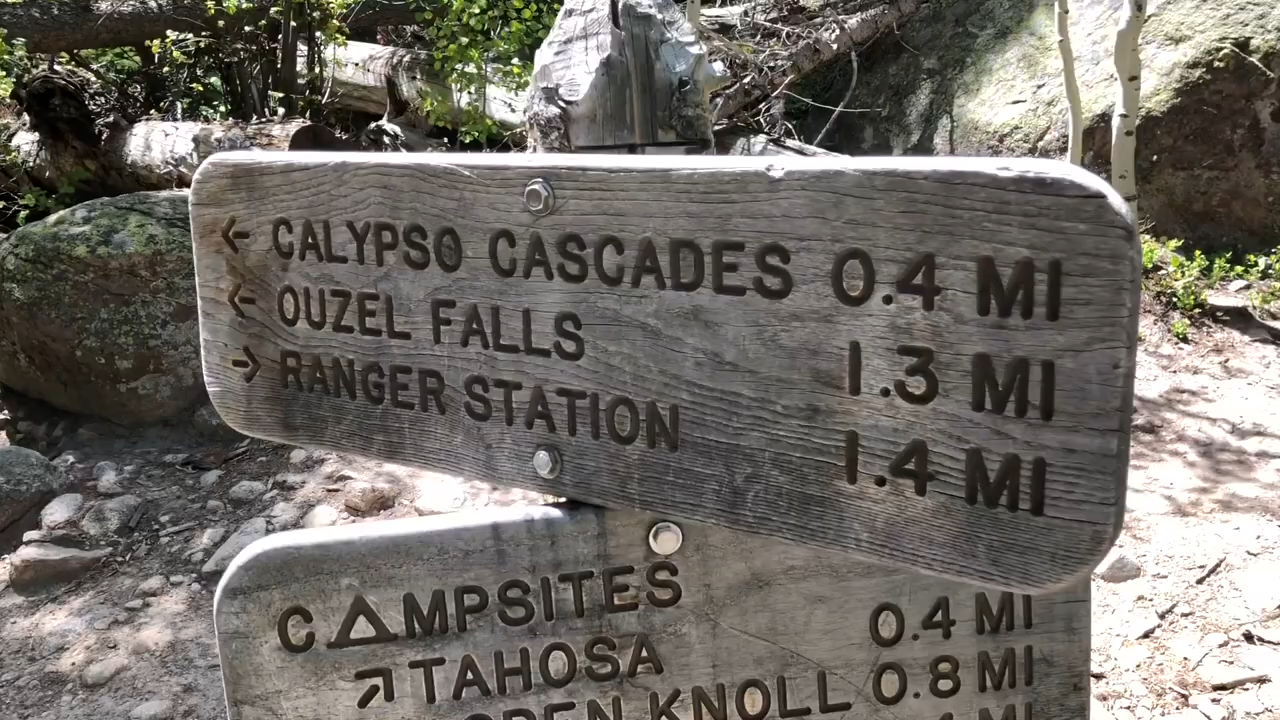 ← CALYPSO CASCADES 0.4 MI
← OUZEL FALLS 1.3 MI
→ RANGER STATION 1.4 MI
CAMPSITES
↗ TAHOSA 0.4 MI
KNOLL 0.8 MI
MI